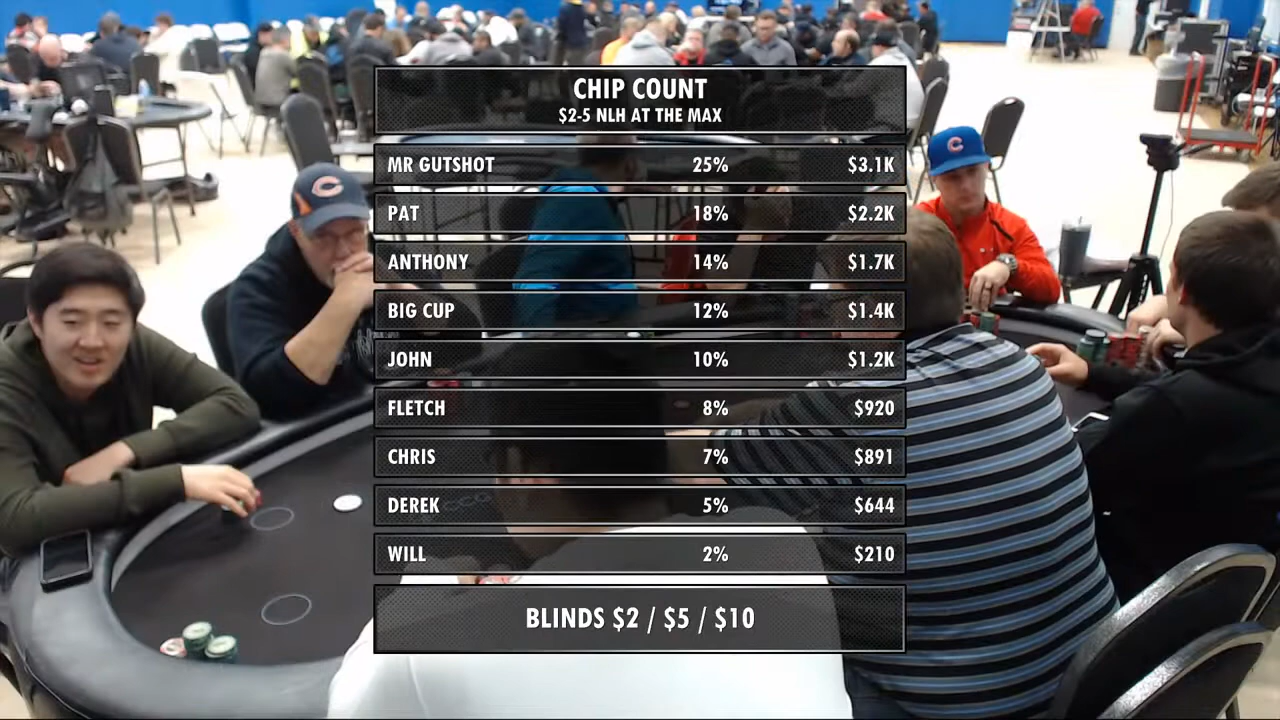 CHIP COUNT
$2-5 NLH AT THE MAX
MR GUTSHOT 25% $3.1K
PAT 18% $2.2K
ANTHONY 14% $1.7K
BIG CUP 12% $1.4K
JOHN 10% $1.2K
FLETCH 8% $920
CHRIS 7% $891
DEREK 5% $644
WILL 2% $210
BLINDS $2 / $5 / $10
C
C